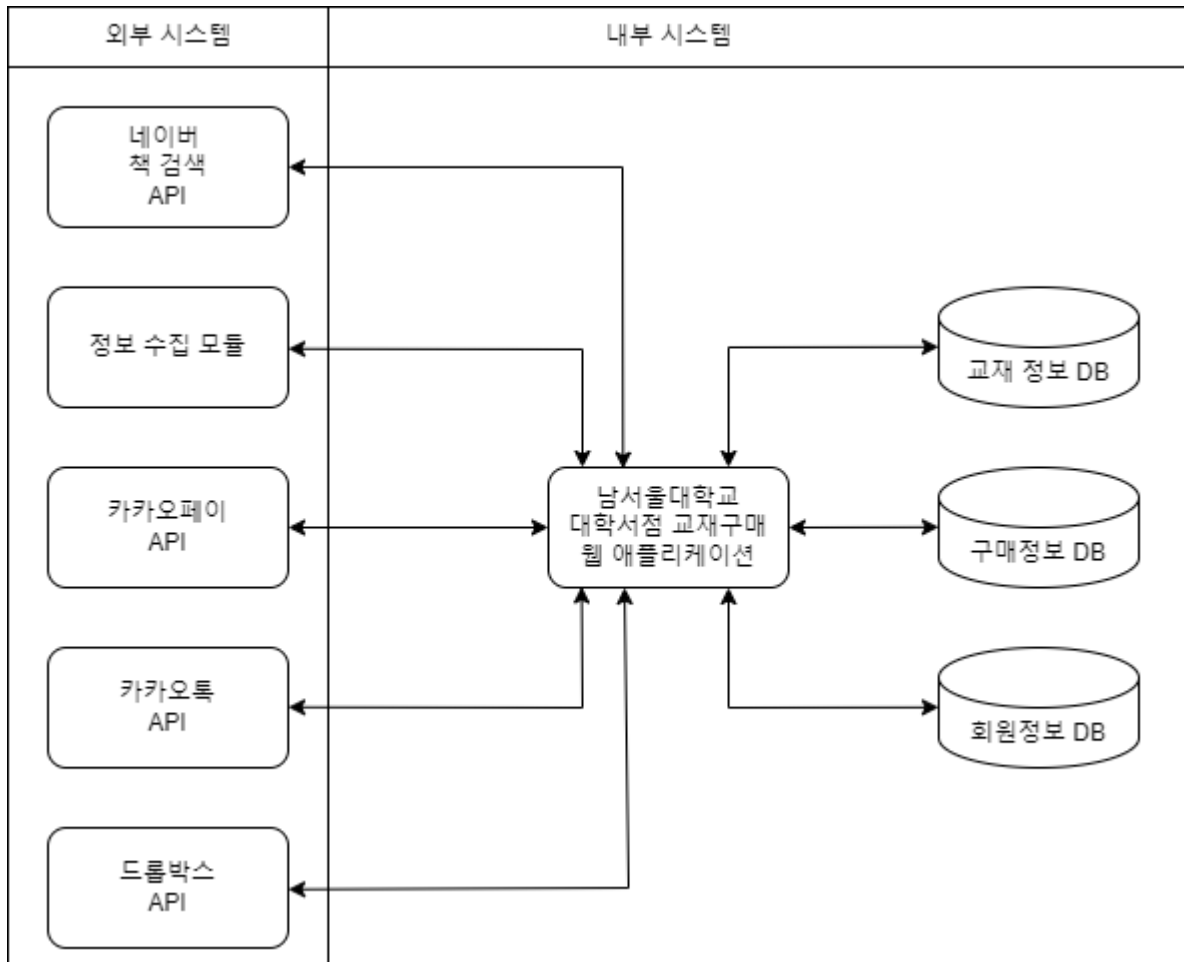 외부 시스템
내부 시스템
네이버
책 검색
API
정보 수집 모듈
카카오페이
API
카카오톡
API
드롭박스
API
남서울대학교
대학서점 교재구매
웹 애플리케이션
교재 정보 DB
구매정보 DB
회원정보 DB